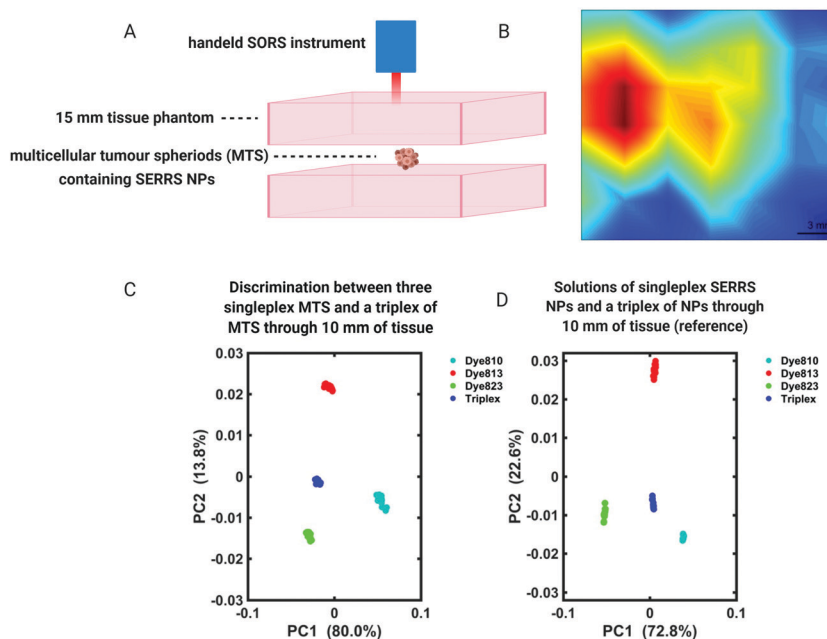 A
handeld SORS instrument
15 mm tissue phantom
multicellular tumour spheriods (MTS)
containing SERRS NPs
B
C
Discrimination between three
singleplex MTS and a triplex of
MTS through 10 mm of tissue
Dye810
Dye813
Dye823
Triplex
0.03
0.02
0.01
0
-0.01
-0.02
-0.03
PC2 (13.8%)
-0.1
0
0.1
PC1 (80.0%)
D
Solutions of singleplex SERRS
NPs and a triplex of NPs through
10 mm of tissue (reference)
Dye810
Dye813
Dye823
Triplex
0.03
0.02
0.01
0
-0.01
-0.02
-0.03
PC2 (22.6%)
-0.1
0
0.1
PC1 (72.8%)